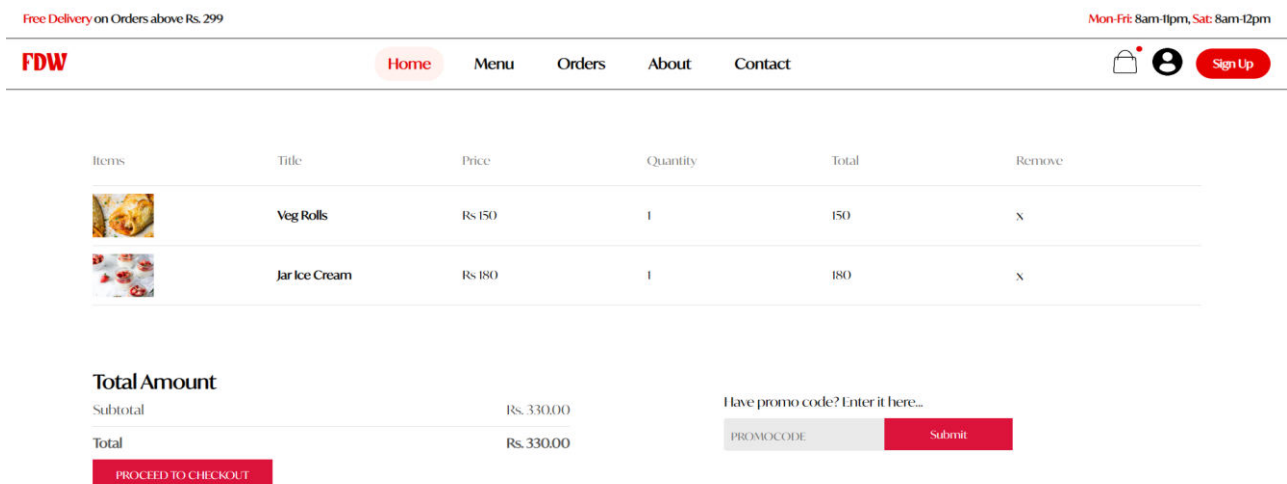 Free Delivery on Orders above Rs. 299
Mon-Fri: 8am-11pm, Sat: 8am-12pm
FDW
Home Menu Orders About Contact
Sign Up
Items Title Price Quantity Total Remove
Veg Rolls Rs 150 1 150 x
Jar Ice Cream Rs 180 1 180 x
Total Amount
Subtotal Rs. 330.00
Total Rs. 330.00
PROCEED TO CHECKOUT
Have promo code? Enter it here...
PROMOCODE Submit